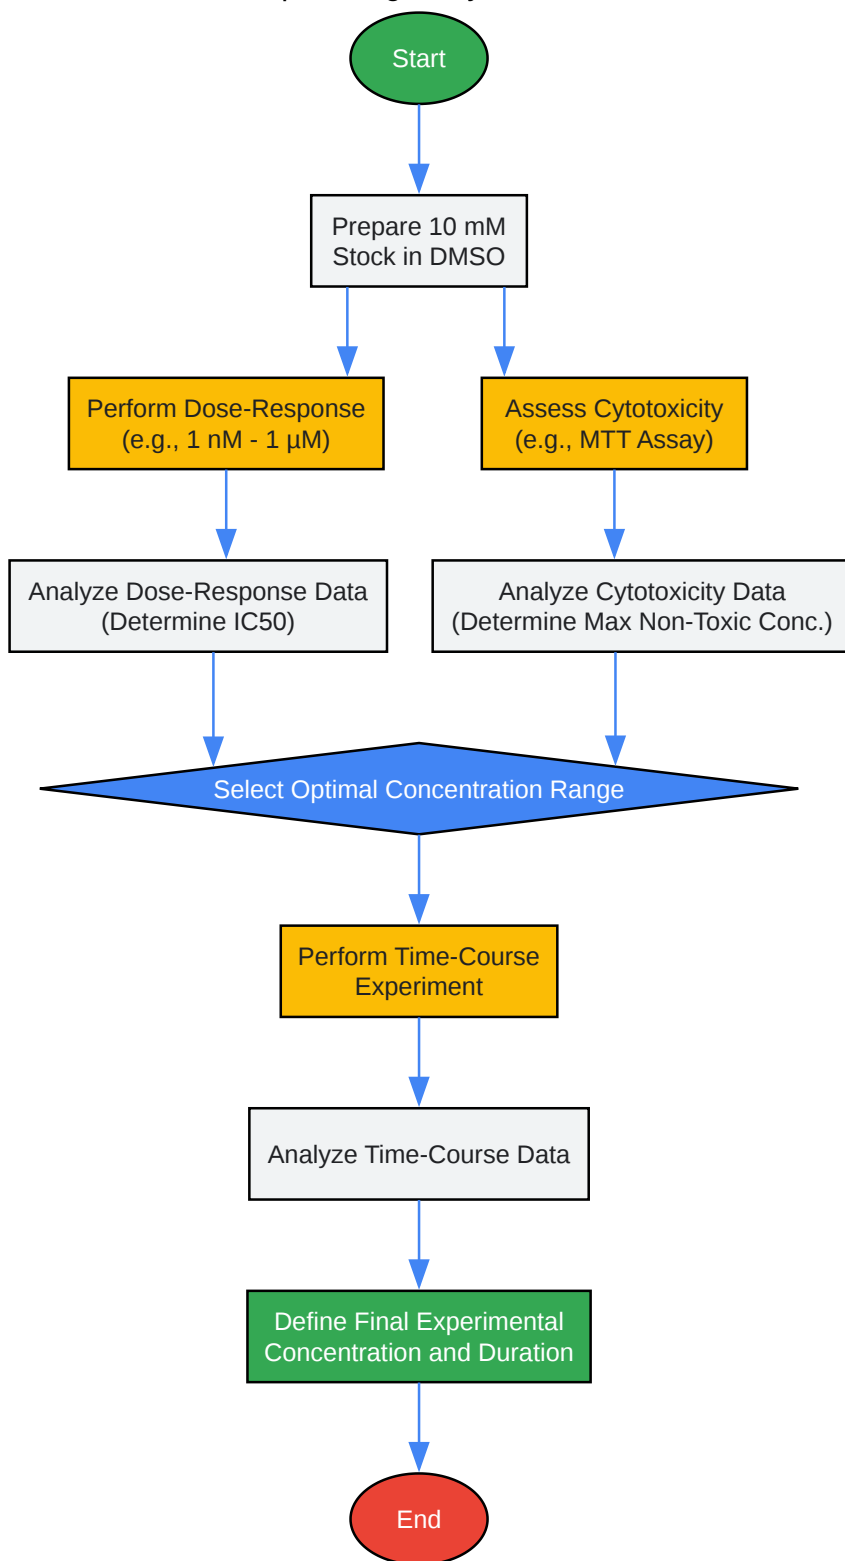 Start
Prepare 10 mM
Stock in DMSO
Perform Dose-Response
(e.g., 1 nM - 1 µM)
Assess Cytotoxicity
(e.g., MTT Assay)
Analyze Dose-Response Data
(Determine IC50)
Analyze Cytotoxicity Data
(Determine Max Non-Toxic Conc.)
Select Optimal Concentration Range
Perform Time-Course
Experiment
Analyze Time-Course Data
Define Final Experimental
Concentration and Duration
End